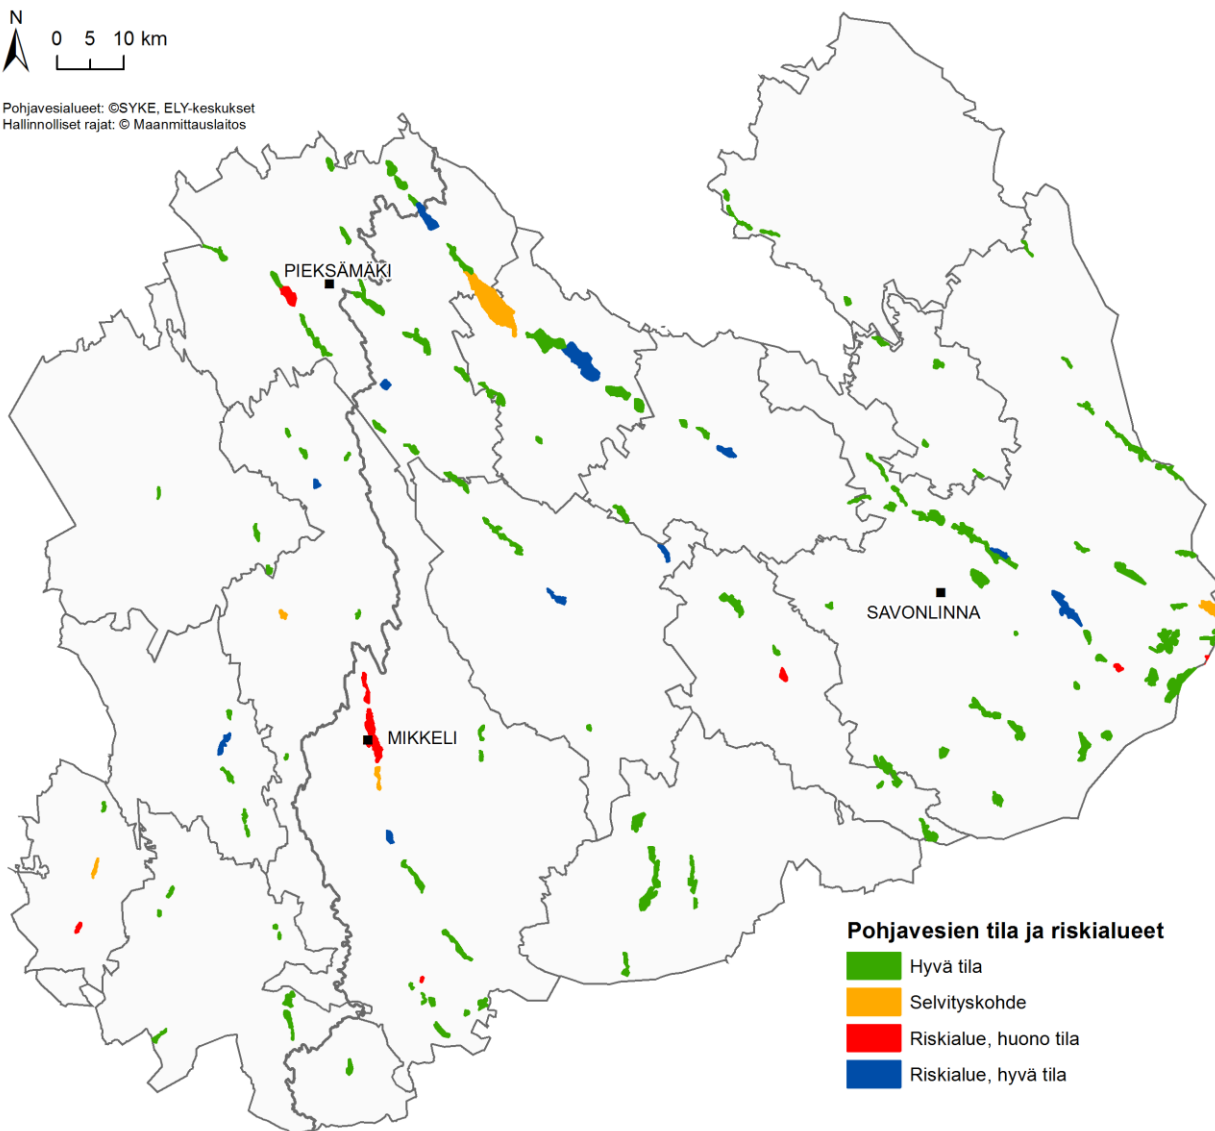 N
0 5 10 km
Pohjavesialueet: ©SYKE, ELY-keskukset
Hallinnolliset rajat: © Maanmittauslaitos
PIEKSÄMÄKI
SAVONLINNA
MIKKELI
Pohjavesien tila ja riskialueet
Hyvä tila
Selvityskohde
Riskialue, huono tila
Riskialue, hyvä tila